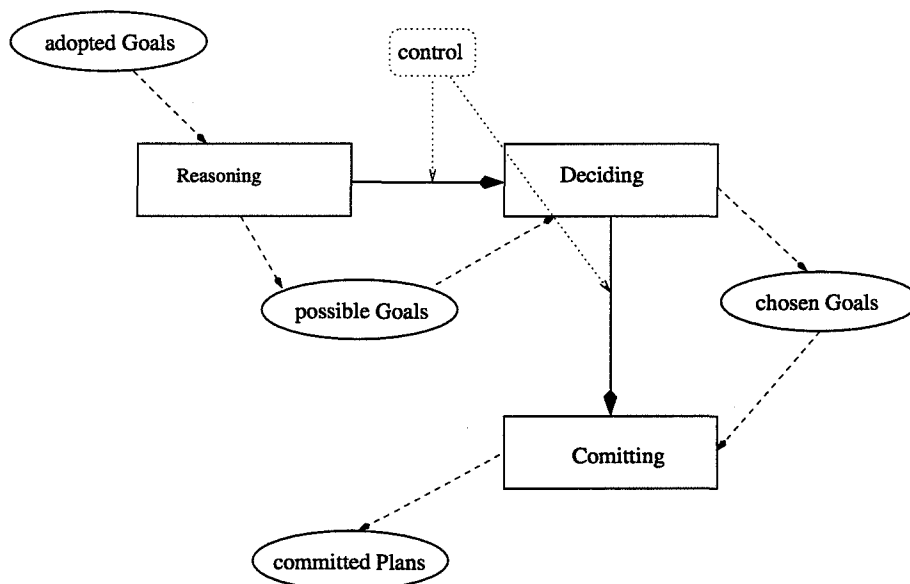 adopted Goals
control
Reasoning
Deciding
possible Goals
chosen Goals
Comitting
committed Plans